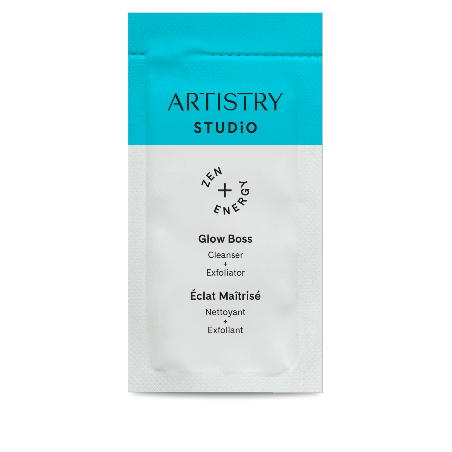 ARTISTRY
STUDiO
ZEN
+
ENERGY
Glow Boss
Cleanser
+
Exfoliator
Éclat Maîtrisé
Nettoyant
+
Exfoliant